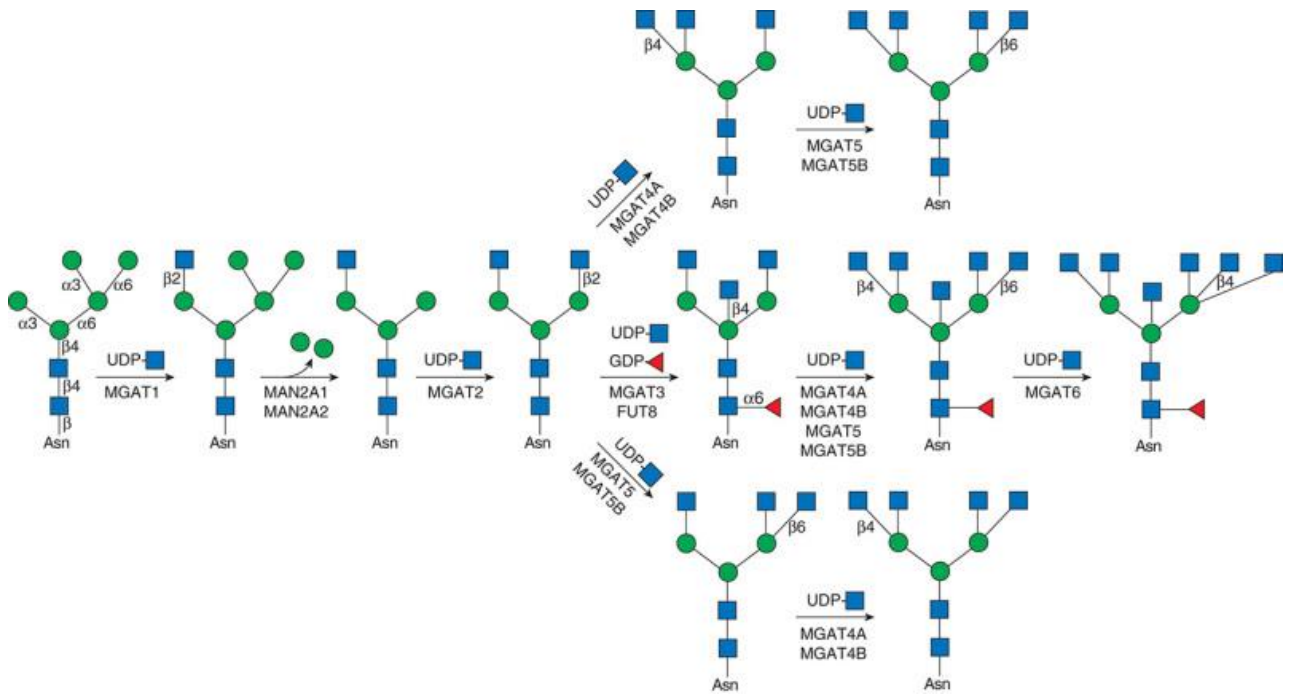 β4
UDP-
MGAT4A
MGAT4B
Asn
UDP-
MGAT5
MGAT5B
β6
Asn
α3
α3
α6
α6
β4
β4
β
Asn
UDP-
MGAT1
β2
Asn
MAN2A1
MAN2A2
Asn
UDP-
MGAT2
β2
Asn
UDP-
GDP-
MGAT3
FUT8
β4
α6
Asn
UDP-
MGAT4A
MGAT4B
MGAT5
MGAT5B
β4
β6
Asn
UDP-
MGAT6
β4
Asn
UDP-
MGAT5
MGAT5B
β6
Asn
UDP-
MGAT4A
MGAT4B
β4
Asn